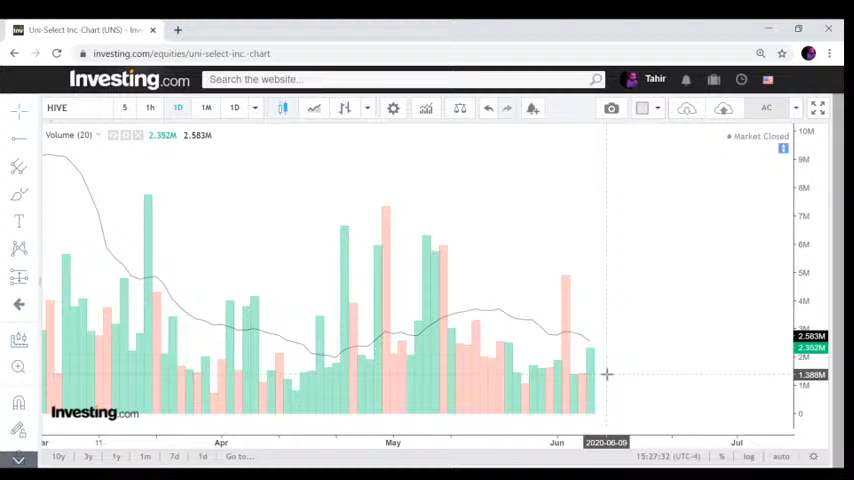 Uni-Select Inc. Chart (UNS)
investing.com/equities/uni-select-inc.-chart
Investing.com Search the website... Tahir
HIVE 5 1h 1D 1M 1D AC
Volume (20) 2.352M 2.583M
Market Closed
10M
9M
8M
7M
6M
5M
4M
3M
2.583M
2.352M
2M
1.388M
1M
0
Investing.com
ar 11 Apr May Jun 2020-06-09 Jul
10y 3y 1y 1m 7d 1d Go to... 15:27:32 (UTC-4) % log auto